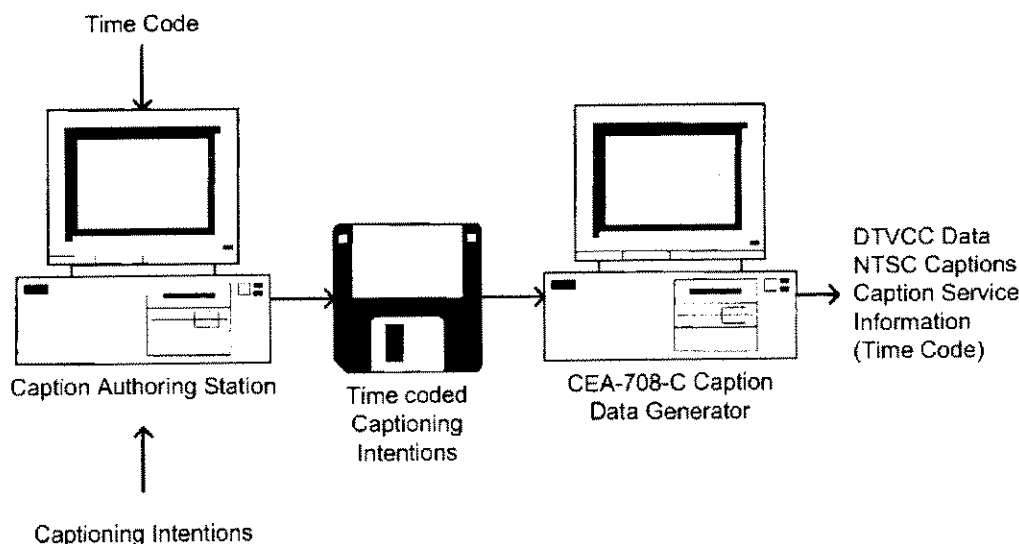 Time Code
Caption Authoring Station
Captioning Intentions
Time coded
Captioning
Intentions
CEA-708-C Caption
Data Generator
DTVCC Data
NTSC Captions
Caption Service
Information
(Time Code)